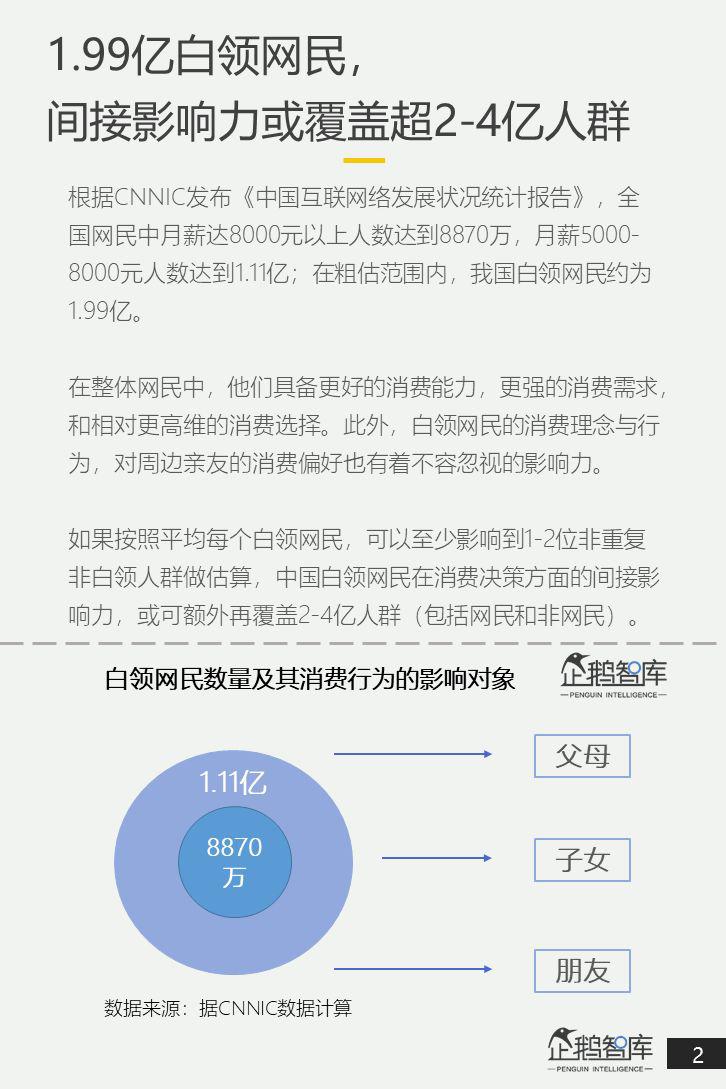 1.99亿白领网民，
间接影响力或覆盖超2-4亿人群
根据CNNIC发布《中国互联网络发展状况统计报告》，全
国网民中月薪达8000元以上人数达到8870万，月薪5000-
8000元人数达到1.11亿；在粗估范围内，我国白领网民约为
1.99亿。
在整体网民中，他们具备更好的消费能力，更强的消费需求，
和相对更高维的消费选择。此外，白领网民的消费理念与行
为，对周边亲友的消费偏好也有着不容忽视的影响力。
如果按照平均每个白领网民，可以至少影响到1-2位非重复
非白领人群做估算，中国白领网民在消费决策方面的间接影
响力，或可额外再覆盖2-4亿人群（包括网民和非网民）。
白领网民数量及其消费行为的影响对象
企鹅智库
PENGUIN INTELLIGENCE
1.11亿
8870
万
父母
子女
朋友
数据来源：据CNNIC数据计算
企鹅智库
PENGUIN INTELLIGENCE
2